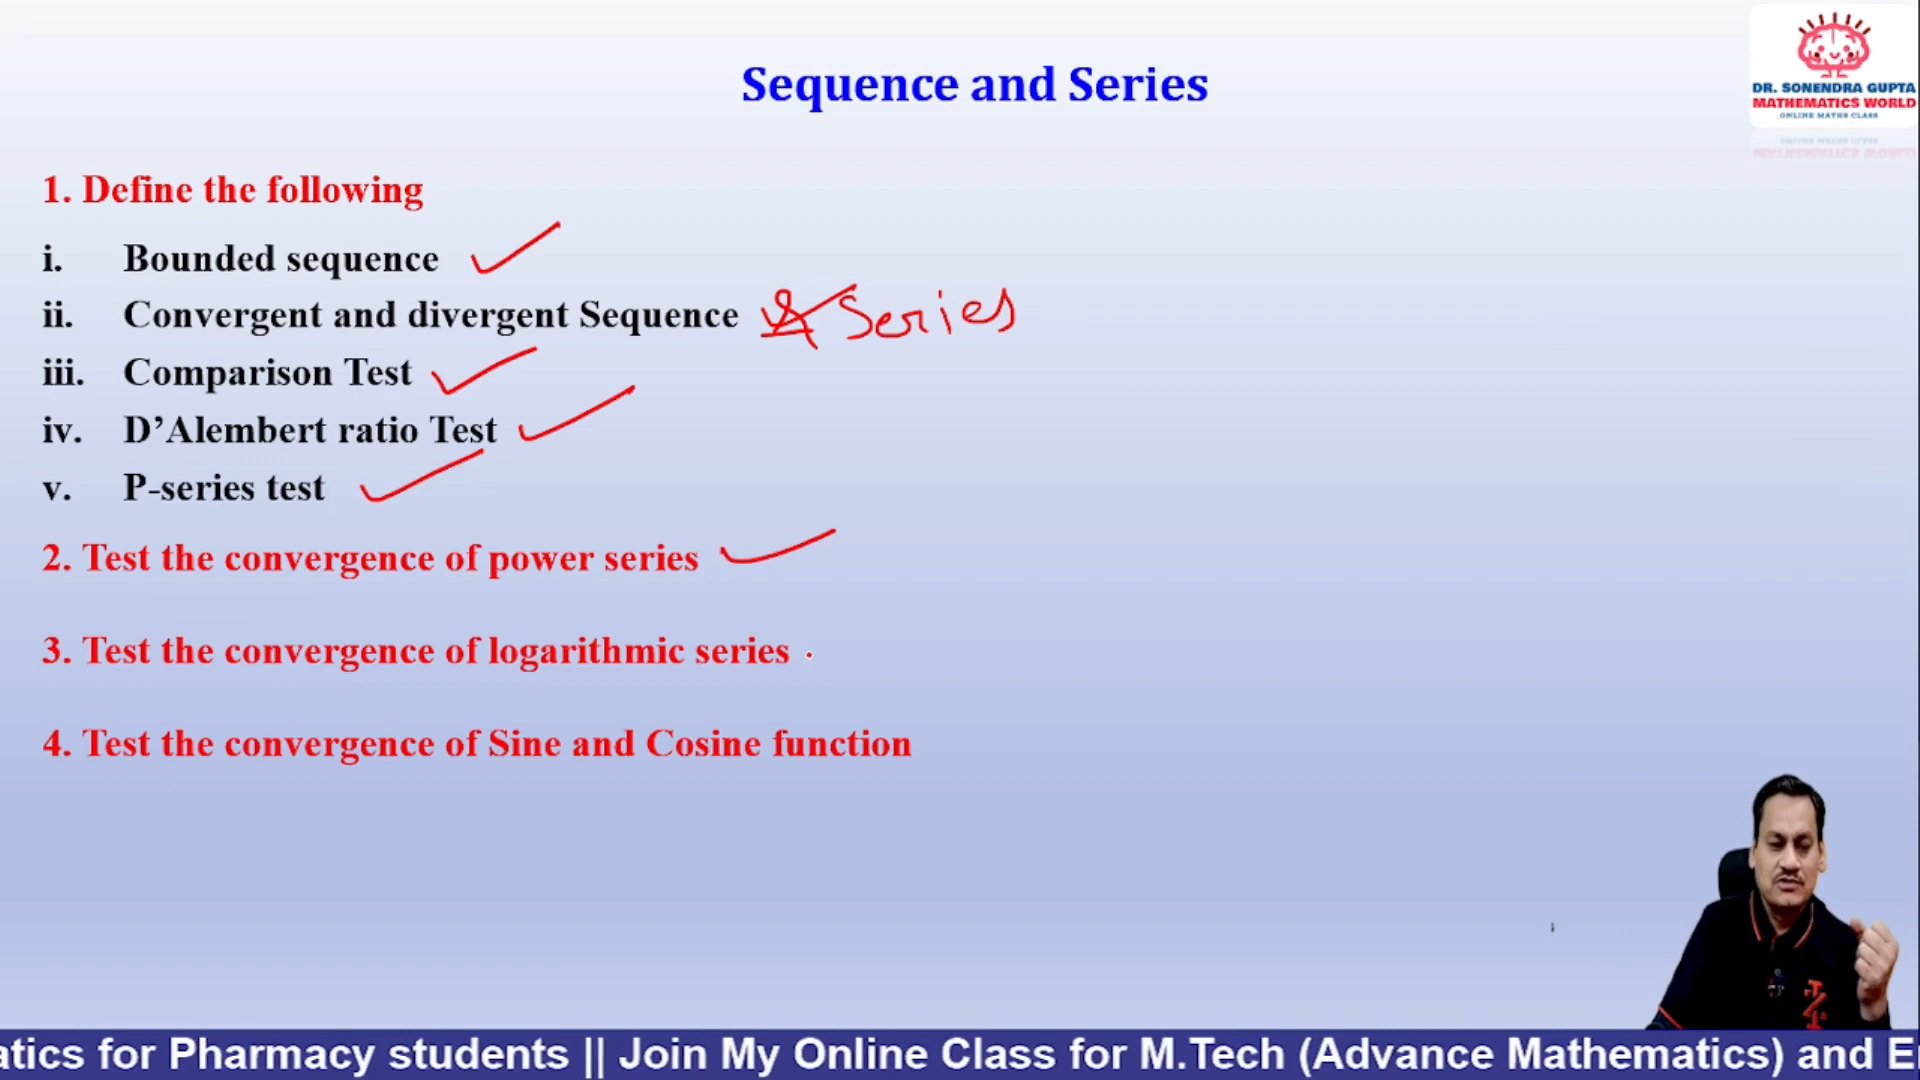 Sequence and Series
DR. SONENDRA GUPTA
MATHEMATICS WORLD
ONLINE MATHS CLASS
1. Define the following
i. Bounded sequence
ii. Convergent and divergent Sequence & Series
iii. Comparison Test
iv. D’Alembert ratio Test
v. P-series test
2. Test the convergence of power series
3. Test the convergence of logarithmic series
4. Test the convergence of Sine and Cosine function
atics for Pharmacy students || Join My Online Class for M.Tech (Advance Mathematics) and E